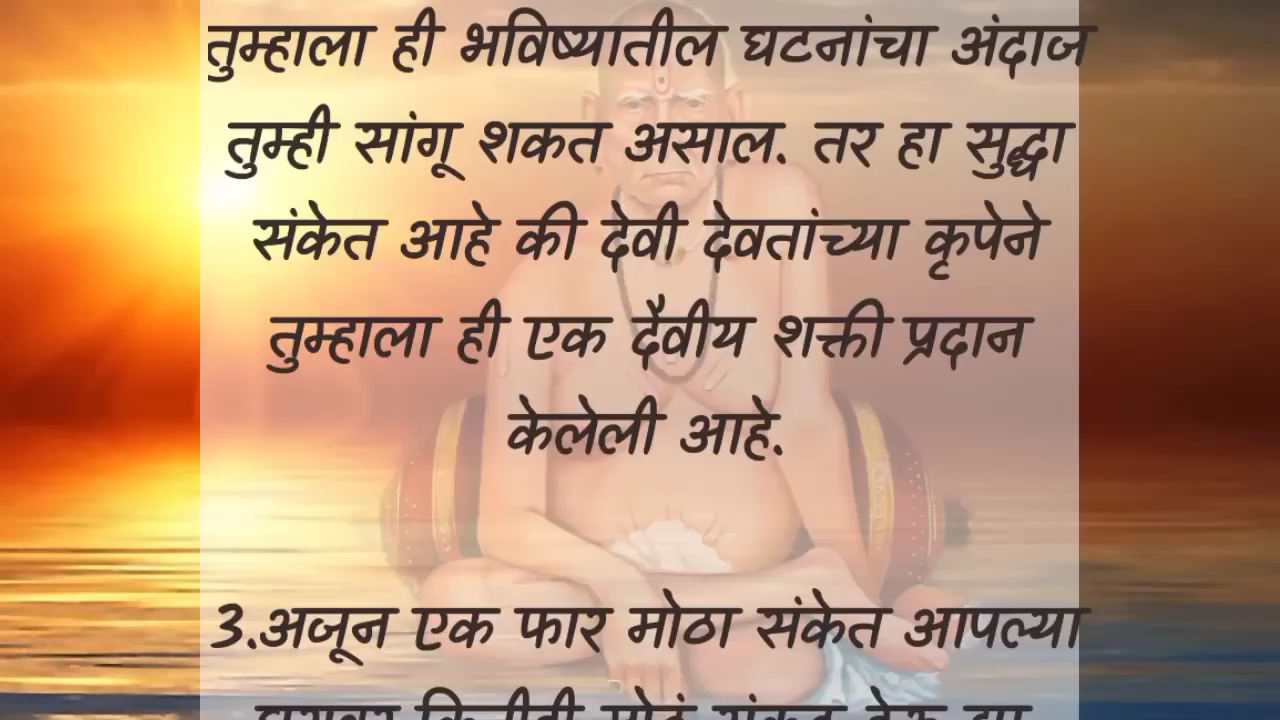 तुम्हाला ही भविष्यातील घटनांचा अंदाज
तुम्ही सांगू शकत असाल. तर हा सुद्धा
संकेत आहे की देवी देवतांच्या कृपेने
तुम्हाला ही एक दैवीय शक्ती प्रदान
केलेली आहे.
3.अजून एक फार मोठा संकेत आपल्या